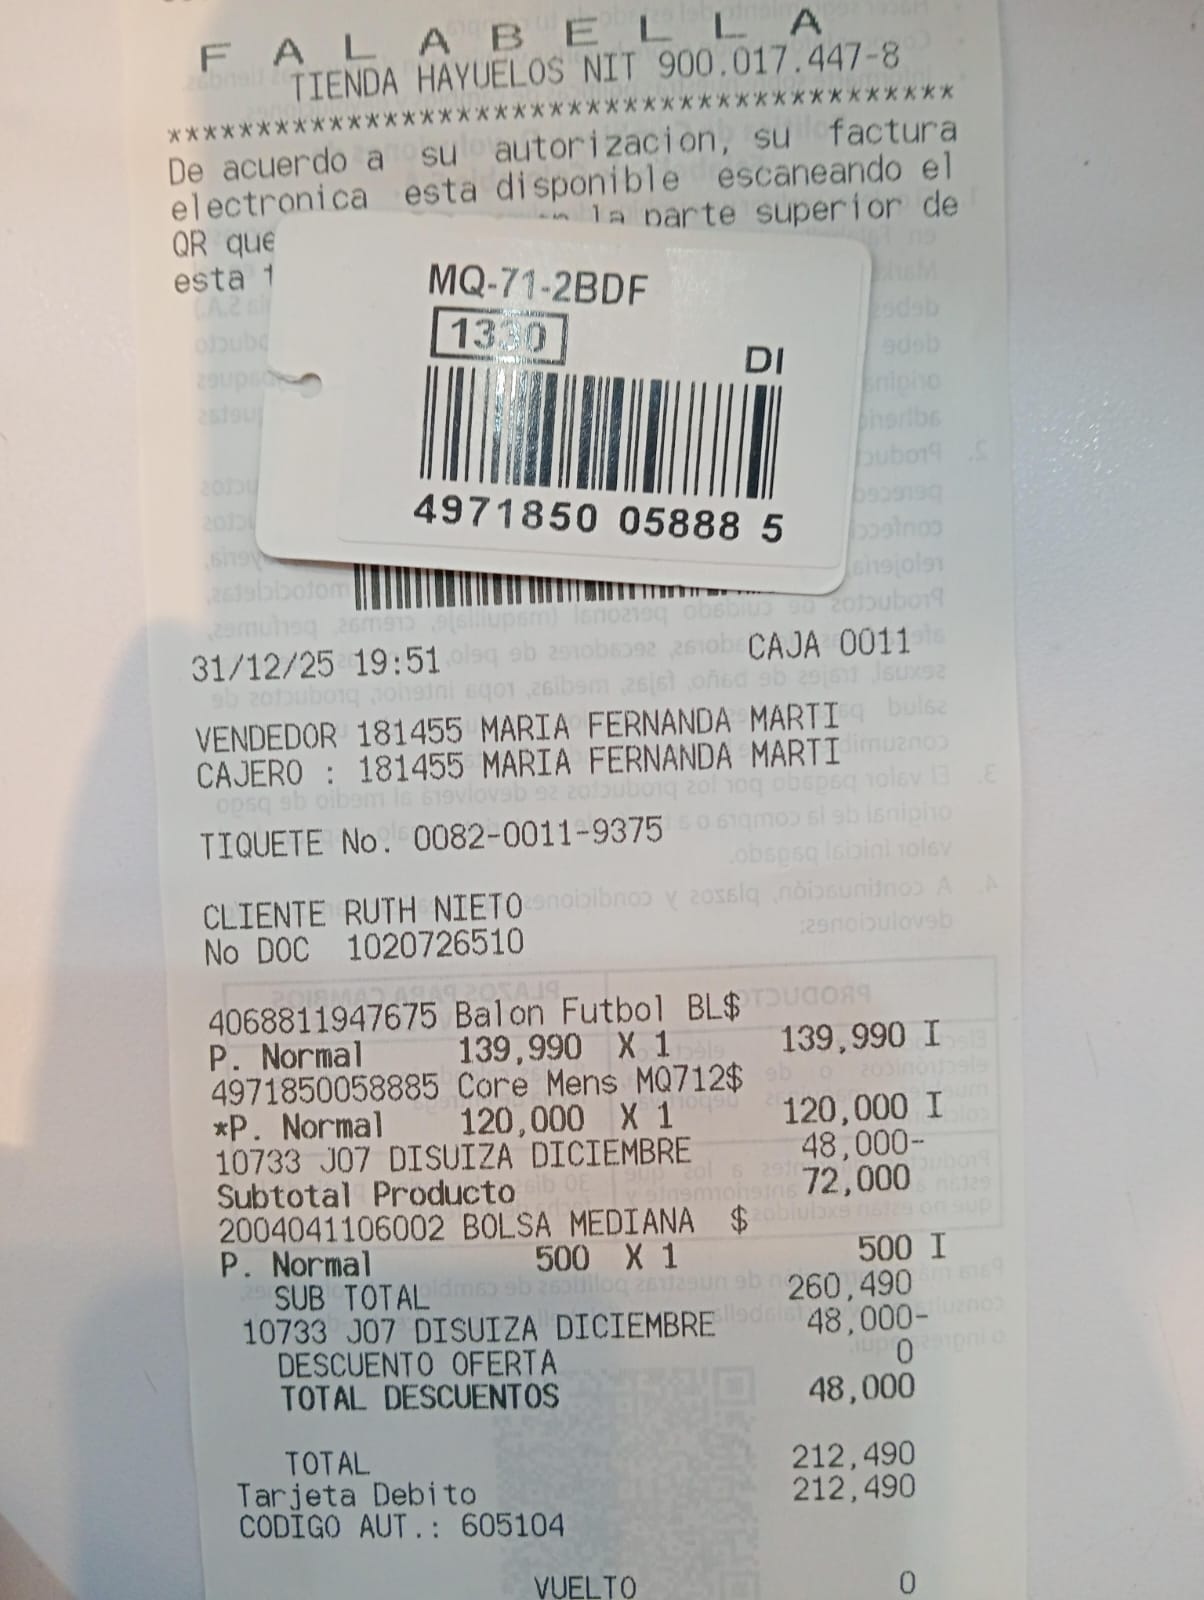 F A L A B E L L A
TIENDA HAYUELOS NIT 900.017.447-8
*********************************************
De acuerdo a su autorizacion, su factura
electronica esta disponible escaneando el
QR que la parte superior de
esta
MQ-71-2BDF
1330
DI
4971850 05888 5
31/12/25 19:51 CAJA 0011
VENDEDOR 181455 MARIA FERNANDA MARTI
CAJERO : 181455 MARIA FERNANDA MARTI
TIQUETE No. 0082-0011-9375
CLIENTE RUTH NIETO
No DOC 1020726510
4068811947675 Balon Futbol BL$
P. Normal 139,990 X 1 139,990 I
4971850058885 Core Mens MQ712$
*P. Normal 120,000 X 1 120,000 I
10733 J07 DISUIZA DICIEMBRE 48,000-
Subtotal Producto 72,000
2004041106002 BOLSA MEDIANA $
P. Normal 500 X 1 500 I
SUB TOTAL 260,490
10733 J07 DISUIZA DICIEMBRE 48,000-
DESCUENTO OFERTA 0
TOTAL DESCUENTOS 48,000
TOTAL 212,490
Tarjeta Debito 212,490
CODIGO AUT.: 605104
VUELTO 0